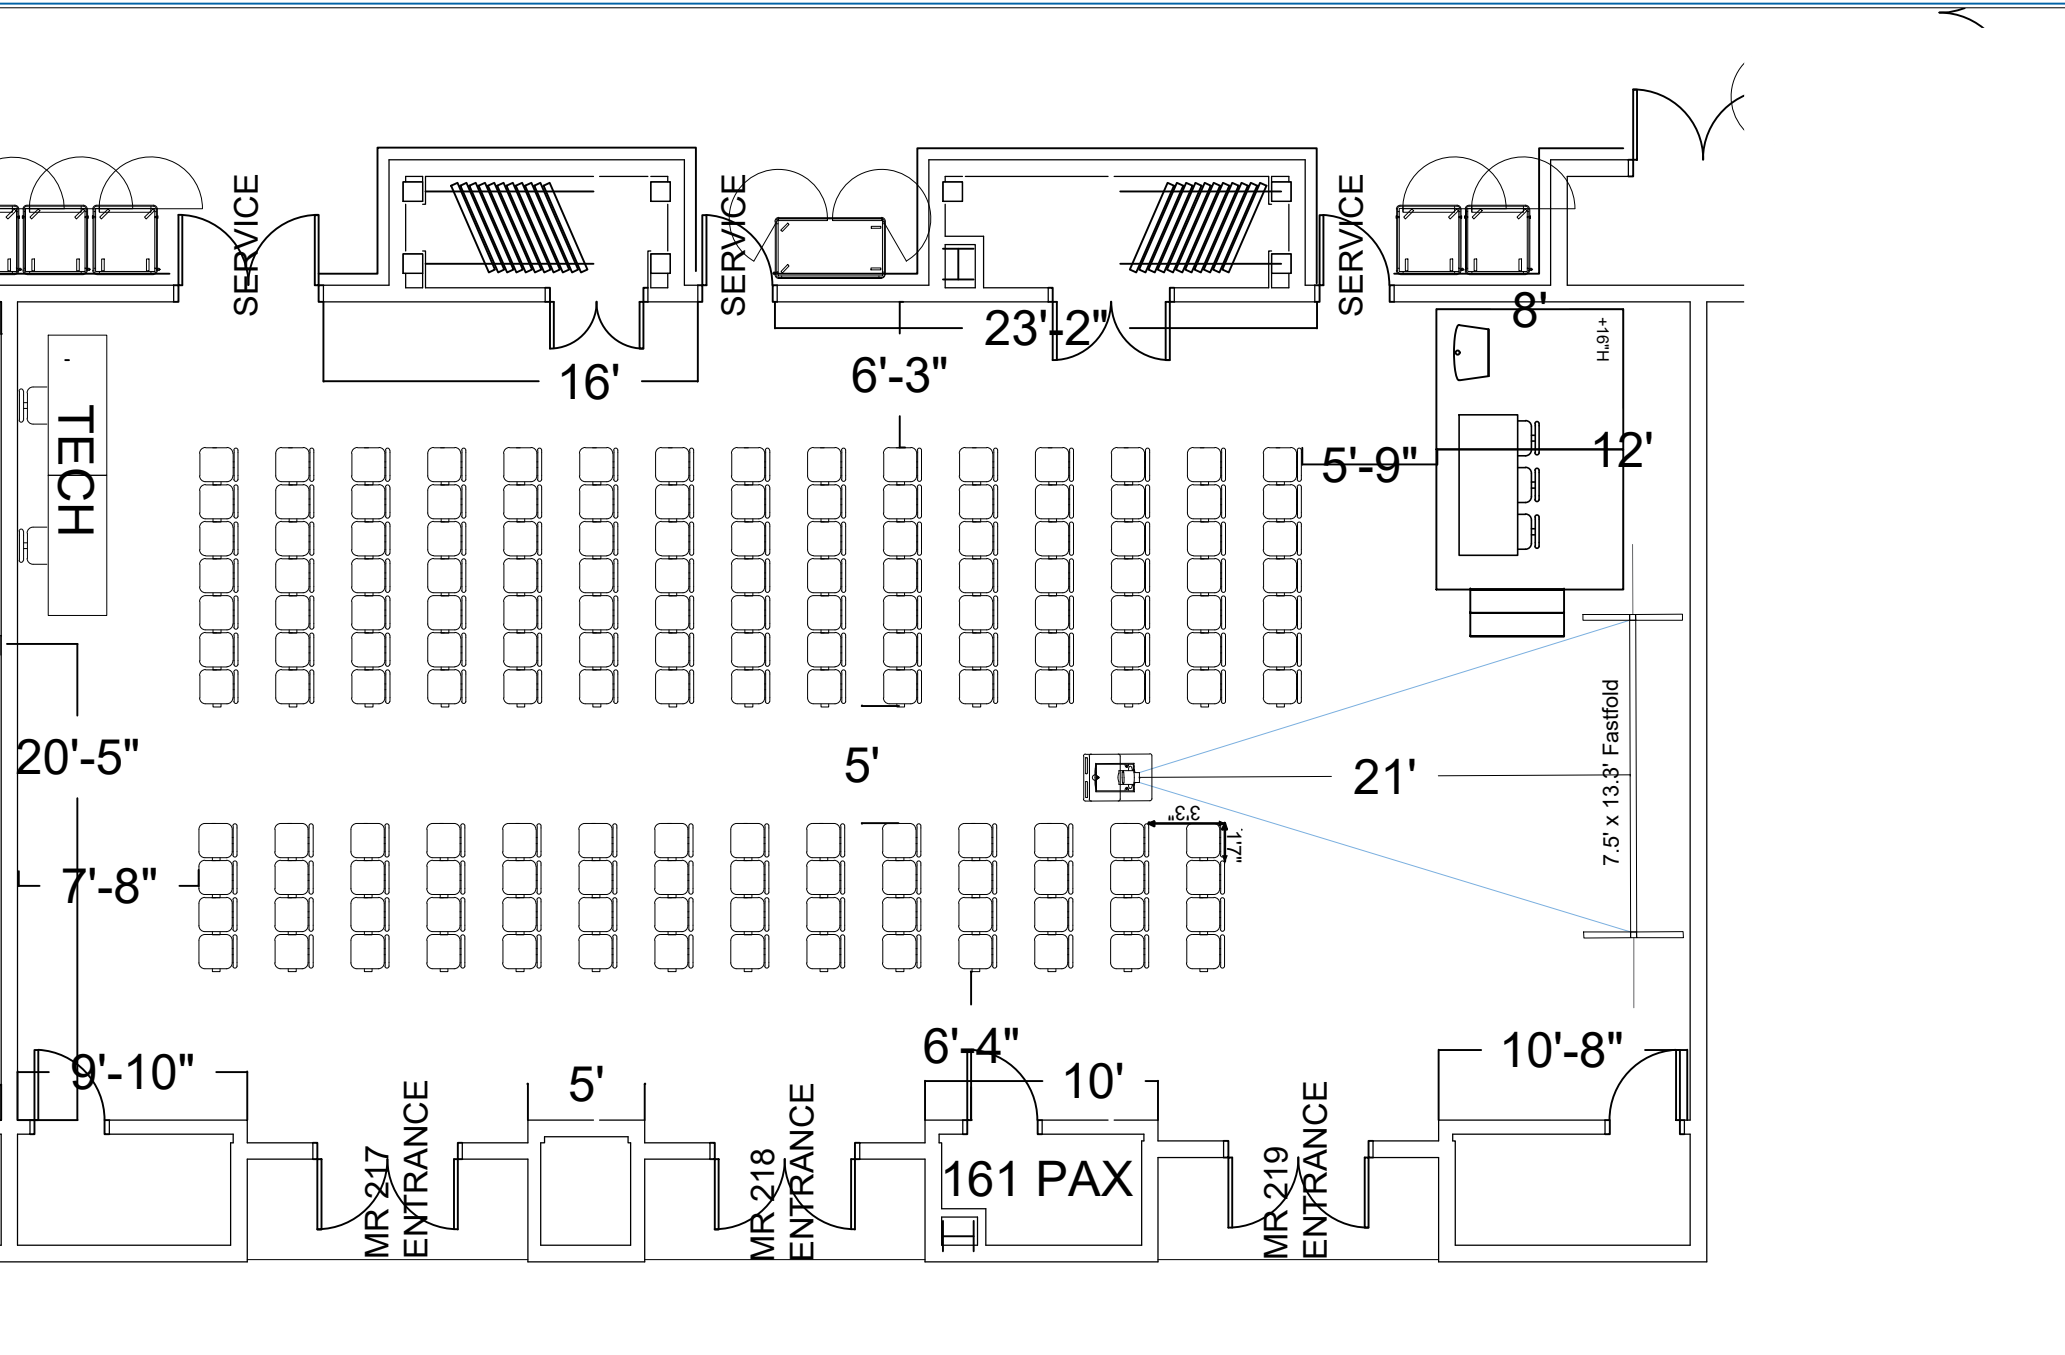 SERVICE
SERVICE
SERVICE
8'
+16"H
23'-2"
16'
6'-3"
TECH
5'-9"
12'
20'-5"
5'
21'
7.5' x 13.3' Fastfold
3'3"
1'7"
7'-8"
6'-4"
10'-8"
9'-10"
5'
10'
MR 217
ENTRANCE
MR 218
ENTRANCE
161 PAX
MR 219
ENTRANCE